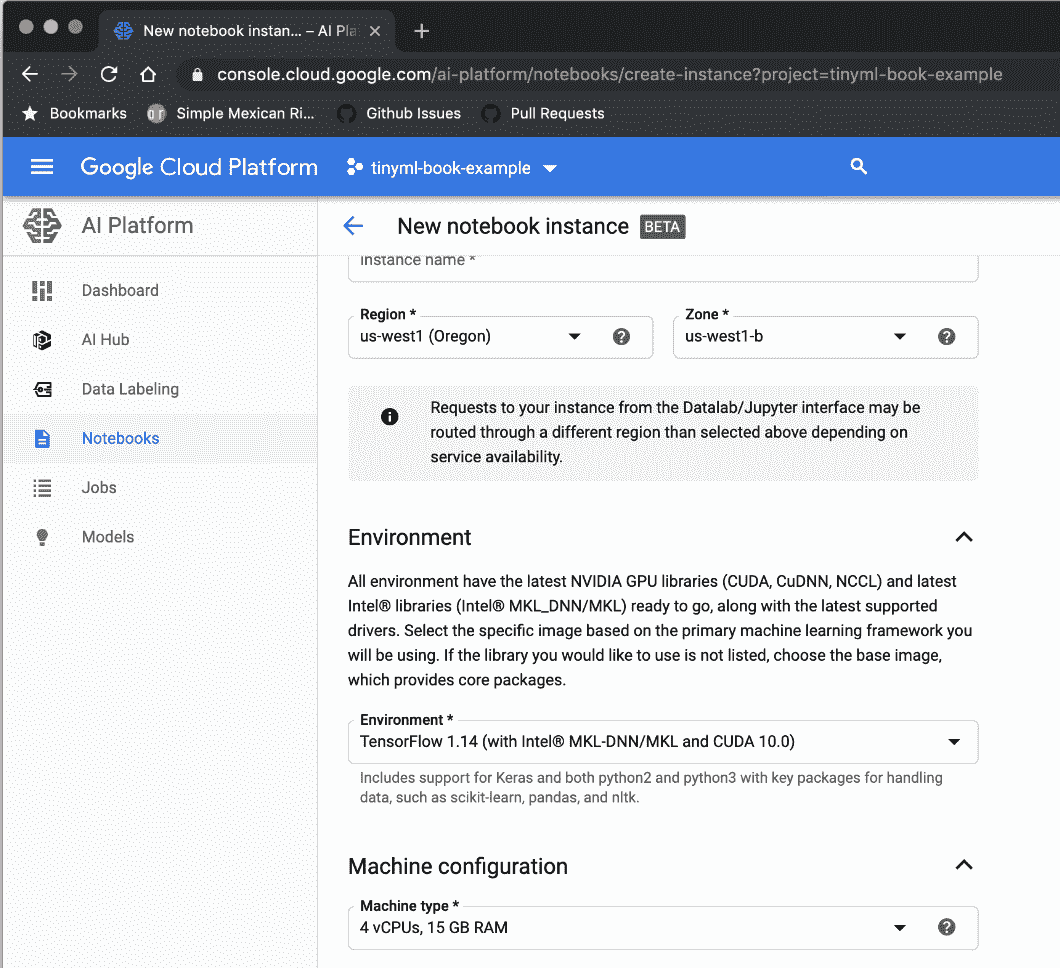 New notebook instan... – AI Pla
console.cloud.google.com/ai-platform/notebooks/create-instance?project=tinyml-book-example
Bookmarks
Simple Mexican Ri...
Github Issues
Pull Requests
Google Cloud Platform
tinyml-book-example
AI Platform
Dashboard
AI Hub
Data Labeling
Notebooks
Jobs
Models
New notebook instance BETA
Instance name *
Region *
us-west1 (Oregon)
Zone *
us-west1-b
Requests to your instance from the Datalab/Jupyter interface may be
routed through a different region than selected above depending on
service availability.
Environment
All environment have the latest NVIDIA GPU libraries (CUDA, CuDNN, NCCL) and latest
Intel® libraries (Intel® MKL_DNN/MKL) ready to go, along with the latest supported
drivers. Select the specific image based on the primary machine learning framework you
will be using. If the library you would like to use is not listed, choose the base image,
which provides core packages.
Environment *
TensorFlow 1.14 (with Intel® MKL-DNN/MKL and CUDA 10.0)
Includes support for Keras and both python2 and python3 with key packages for handling
data, such as scikit-learn, pandas, and nltk.
Machine configuration
Machine type *
4 vCPUs, 15 GB RAM